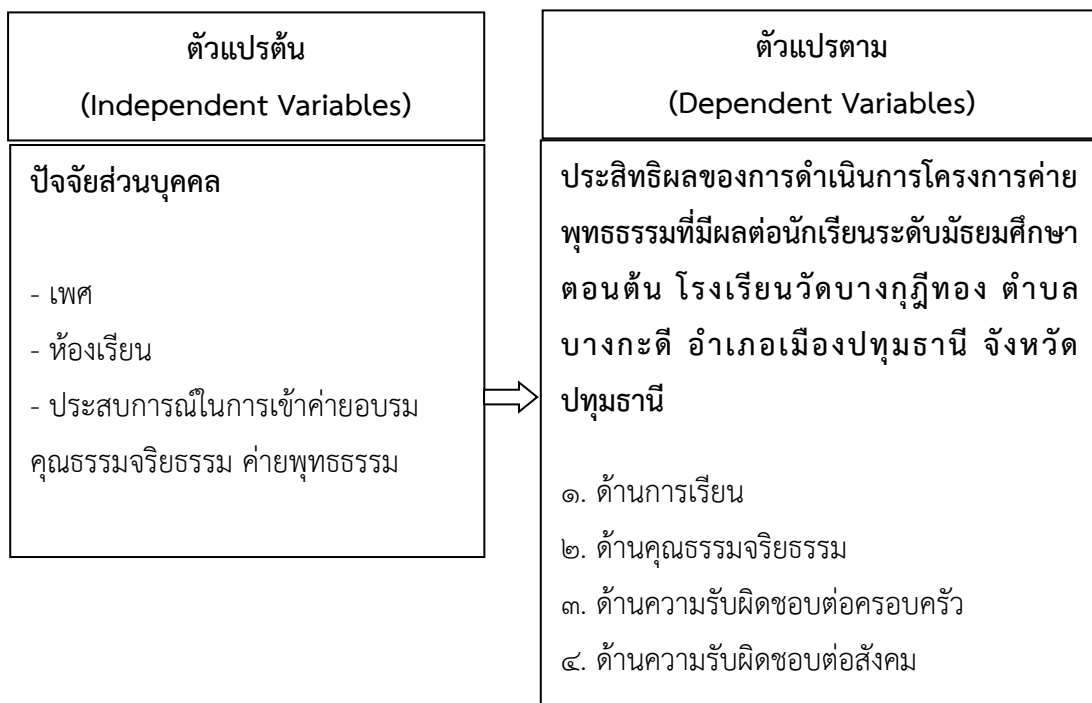 ตัวแปรต้น
(Independent Variables)
ปัจจัยส่วนบุคคล
- เพศ
- ห้องเรียน
- ประสบการณ์ในการเข้าค่ายอบรม
คุณธรรมจริยธรรม ค่ายพุทธธรรม
ตัวแปรตาม
(Dependent Variables)
ประสิทธิผลของการดำเนินการโครงการค่าย
พุทธธรรมที่มีผลต่อนักเรียนระดับมัธยมศึกษา
ตอนต้น โรงเรียนวัดบางกุฎีทอง ตำบล
บางกะดี อำเภอเมืองปทุมธานี จังหวัด
ปทุมธานี
๑. ด้านการเรียน
๒. ด้านคุณธรรมจริยธรรม
๓. ด้านความรับผิดชอบต่อครอบครัว
๔. ด้านความรับผิดชอบต่อสังคม